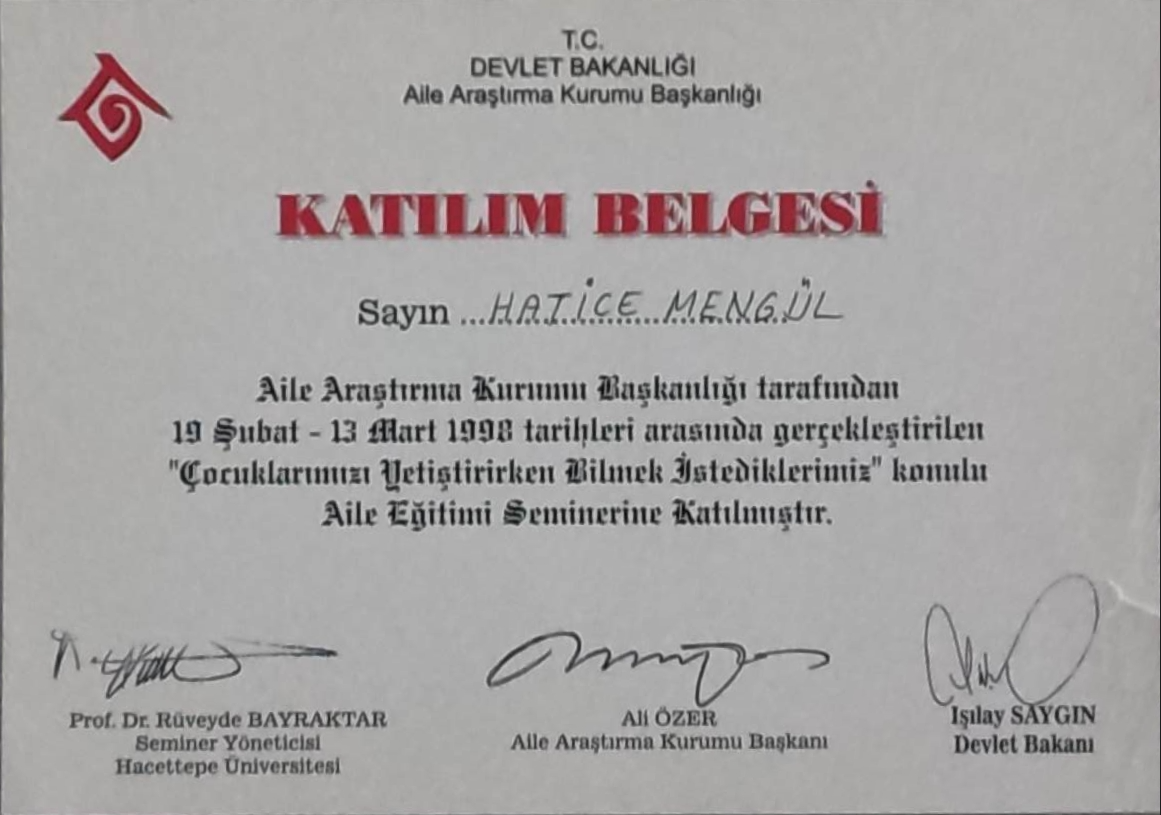 T.C.
DEVLET BAKANLIĞI
Aile Araştırma Kurumu Başkanlığı
KATILIM BELGESİ
Sayın ...HATİCE MENGÜL
Aile Araştırma Kurumu Başkanlığı tarafından
19 Şubat - 13 Mart 1998 tarihleri arasında gerçekleştirilen
"Çocuklarımızı Yetiştirirken Bilmek İstediklerimiz" konulu
Aile Eğitimi Seminerine Katılmıştır.
Prof. Dr. Rüveyde BAYRAKTAR
Seminer Yöneticisi
Hacettepe Üniversitesi
Ali ÖZER
Aile Araştırma Kurumu Başkanı
Işılay SAYGIN
Devlet Bakanı